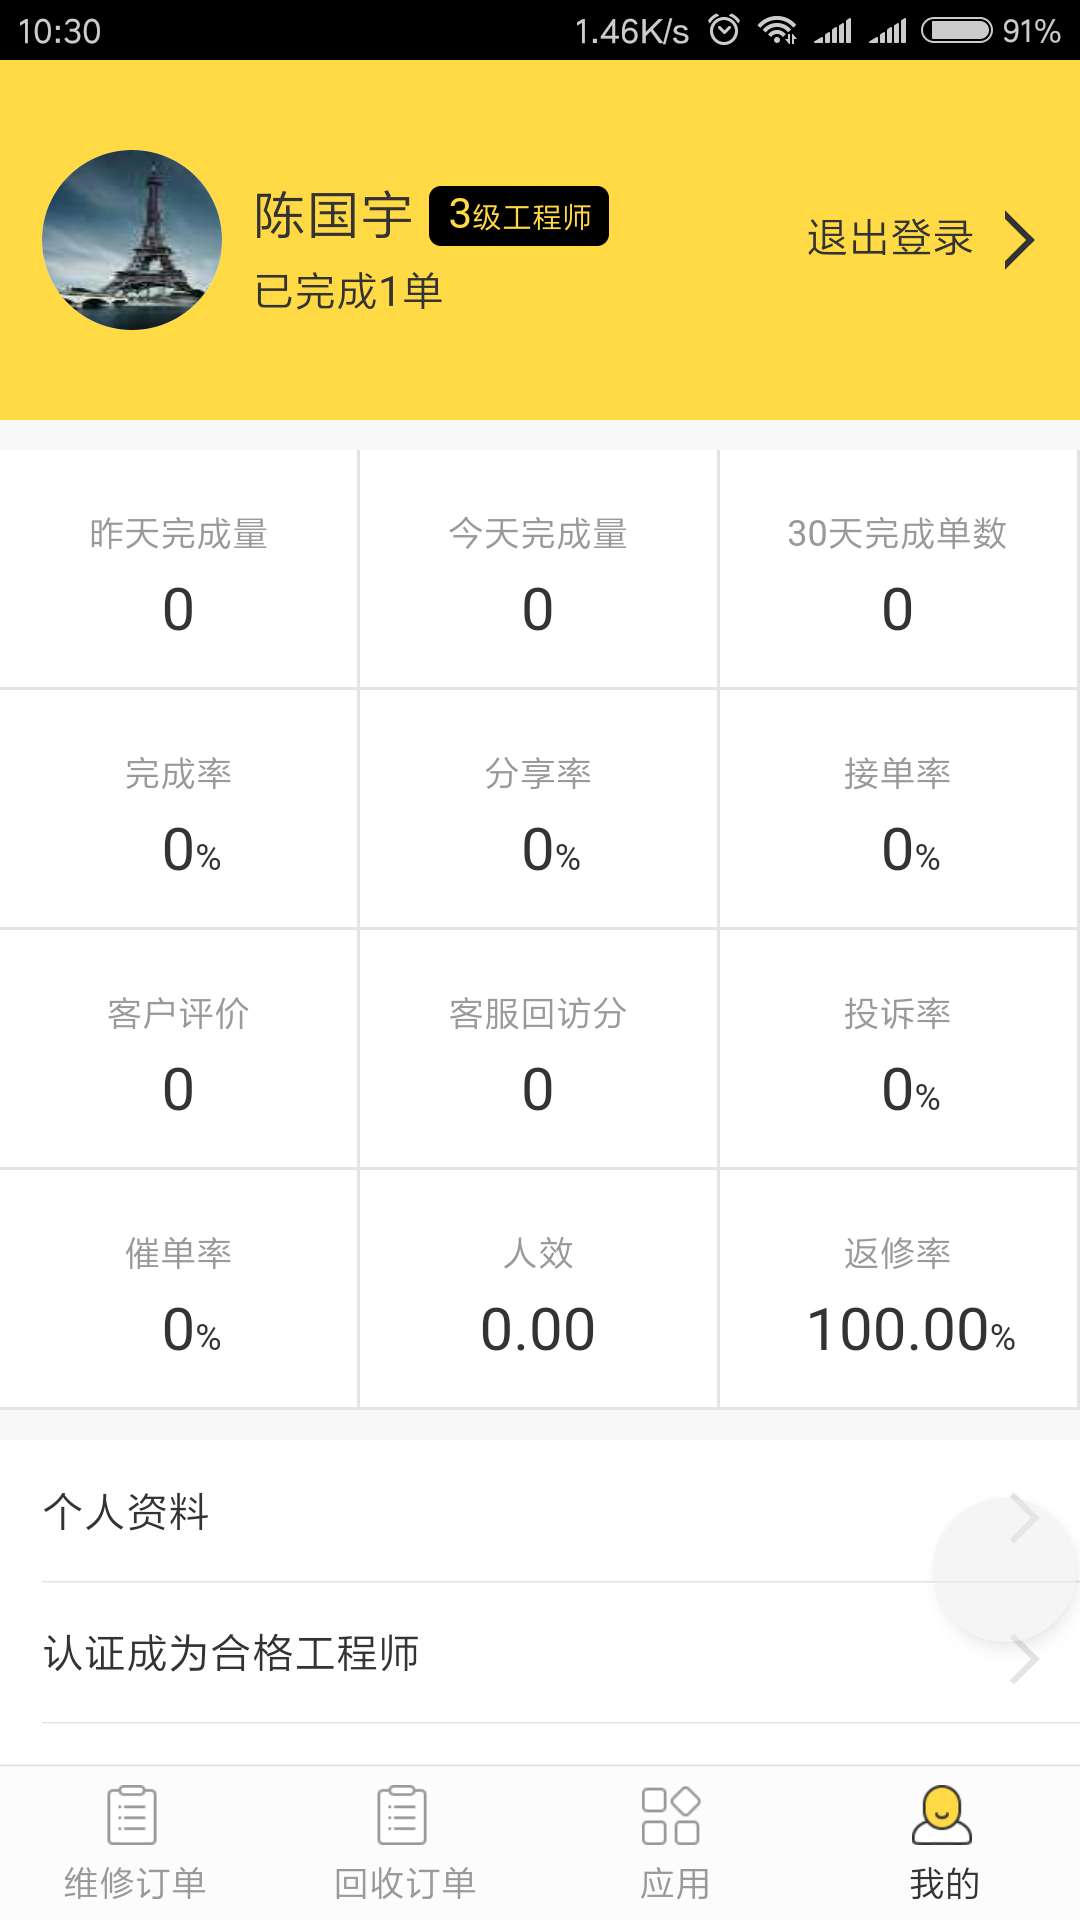 10:30 1.46K/s 91%
陈国宇 3级工程师
已完成1单
退出登录
昨天完成量 今天完成量 30天完成单数
0 0 0
完成率 分享率 接单率
0% 0% 0%
客户评价 客服回访分 投诉率
0 0 0%
催单率 人效 返修率
0% 0.00 100.00%
个人资料
认证成为合格工程师
维修订单 回收订单 应用 我的